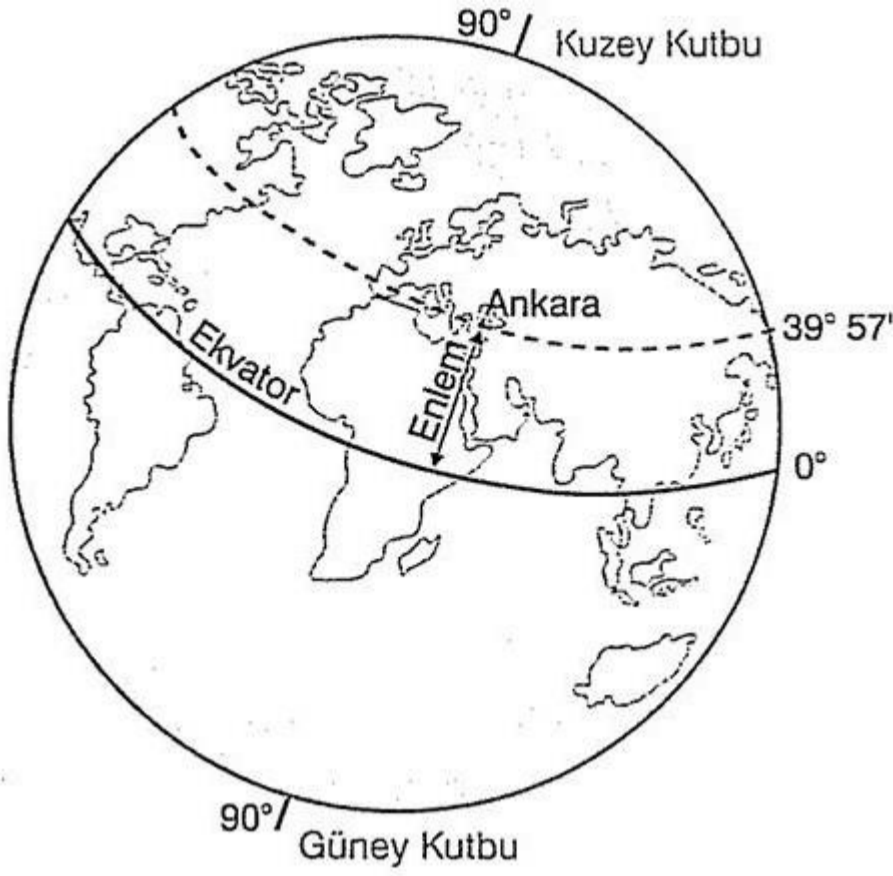 90°
Kuzey Kutbu
Ankara
39° 57'
Ekvator
Enlem
0°
90°
Güney Kutbu